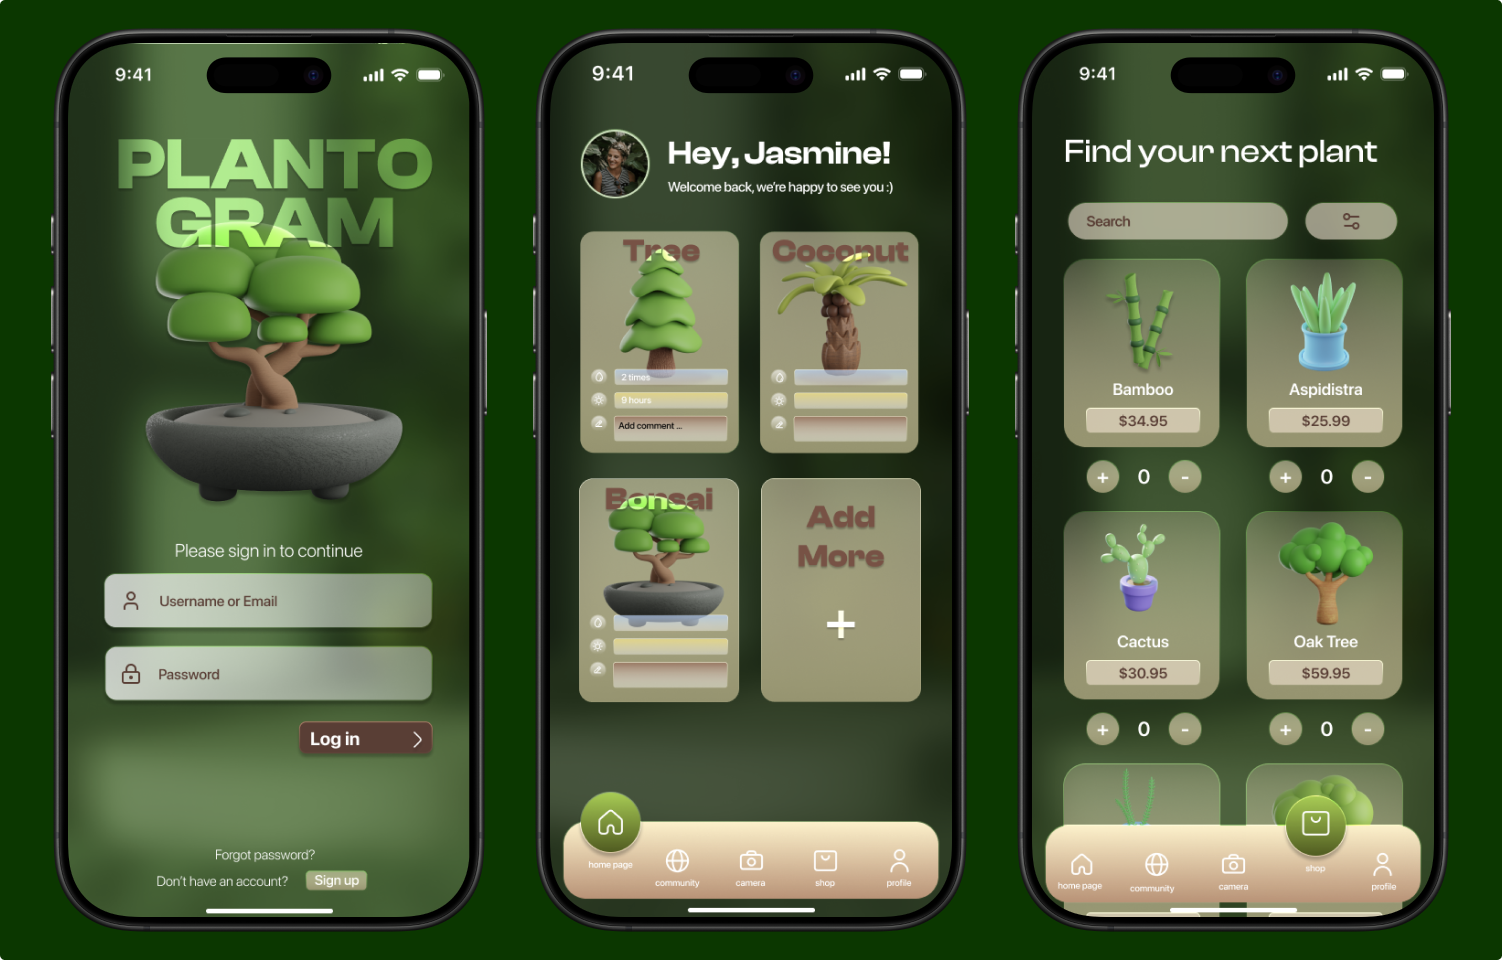 9:41
PLANTO
GRAM
Please sign in to continue
Username or Email
Password
Log in
Forgot password?
Don't have an account? Sign up
9:41
Hey, Jasmine!
Welcome back, we're happy to see you :)
Tree
2 times
9 hours
Add comment ...
Coconut
Bonsai
Add
More
+
home page
community
camera
shop
profile
9:41
Find your next plant
Search
Bamboo
$34.95
+ 0 -
Aspidistra
$25.99
+ 0 -
Cactus
$30.95
+ 0 -
Oak Tree
$59.95
+ 0 -
home page
community
camera
shop
profile